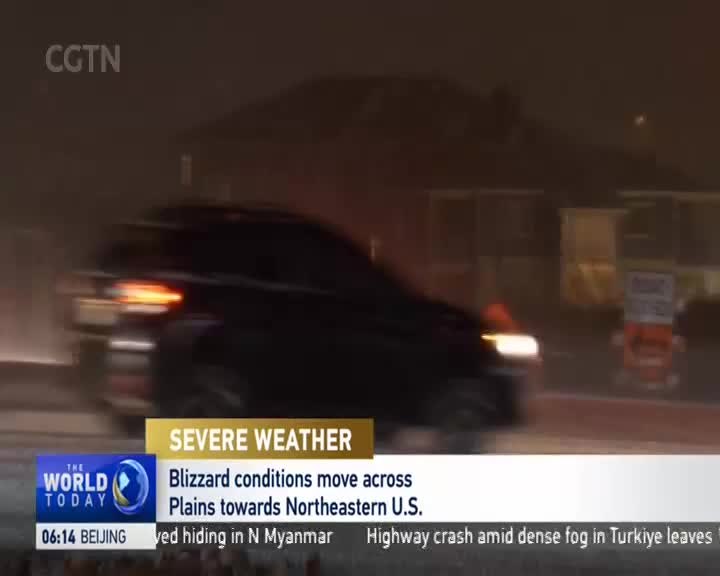 CGTN
SEVERE WEATHER
THE
WORLD
TODAY
Blizzard conditions move across
Plains towards Northeastern U.S.
06:14 BEIJING
ved hiding in N Myanmar Highway crash amid dense fog in Turkiye leaves